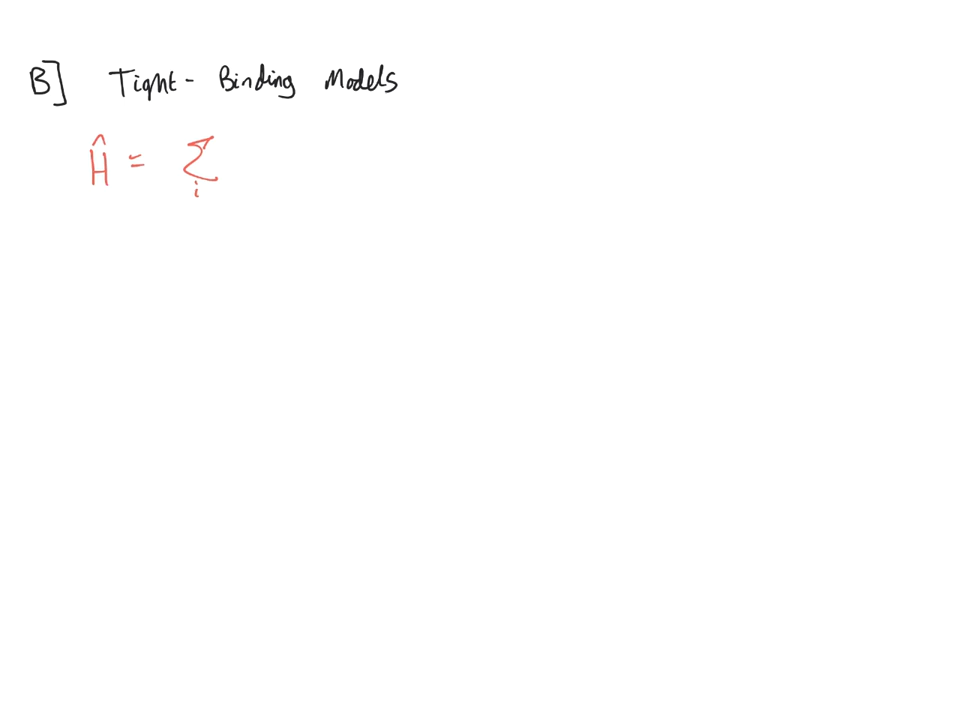 B] Tight-Binding Models
Ĥ = Σ
i